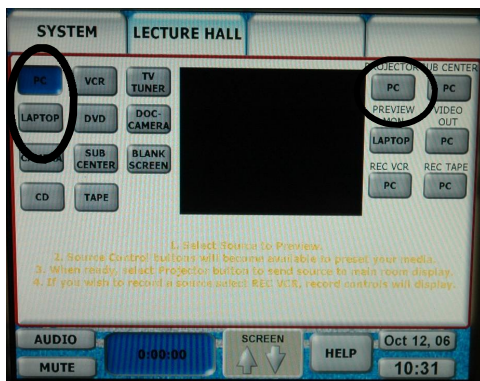 SYSTEM
LECTURE HALL
PC
VCR
TV TUNER
LAPTOP
DVD
DOC-CAMERA
CAMERA
SUB CENTER
BLANK SCREEN
CD
TAPE
PROJECTOR
SUB CENTER
PC
PC
PREVIEW MON
VIDEO OUT
LAPTOP
PC
REC VCR
REC TAPE
PC
PC
1. Select Source to Preview.
2. Source Control buttons will become available to preset your media.
3. When ready, select Projector button to send source to main room display.
4. If you wish to record a source select REC VCR, record controls will display.
AUDIO
MUTE
0:00:00
SCREEN
HELP
Oct 12, 06
10:31